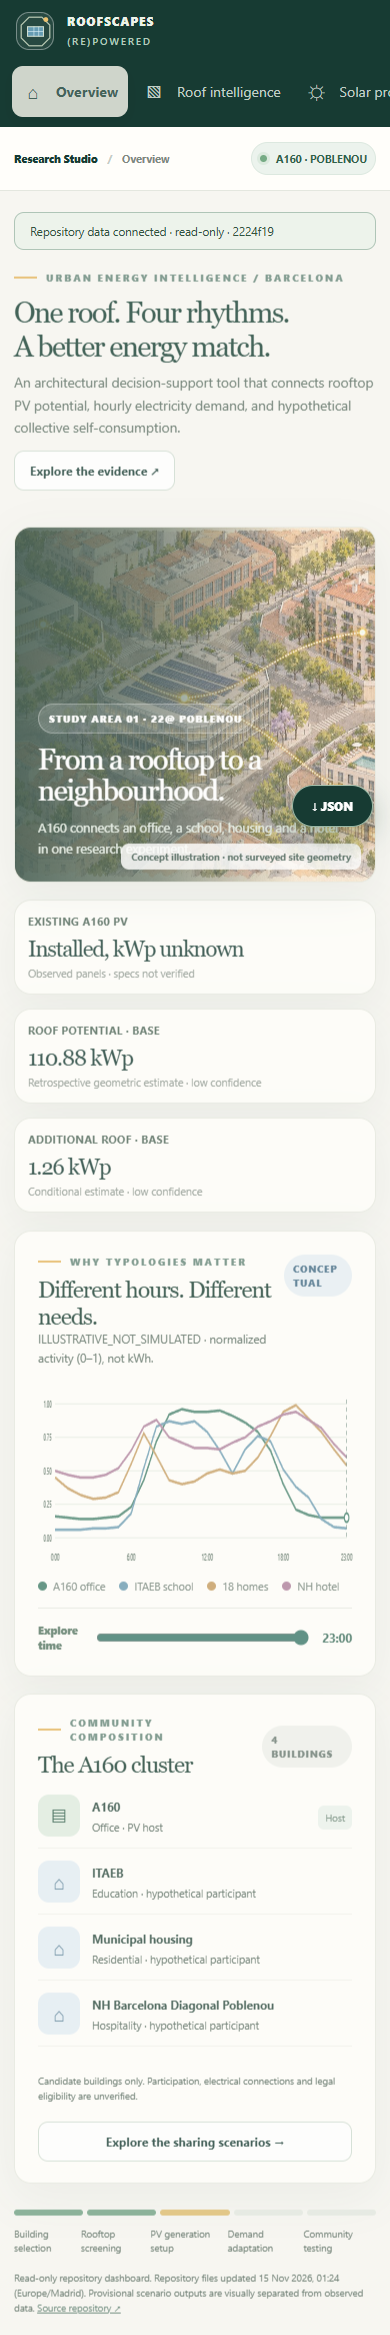 ROOFSCAPES
(RE)POWERED
Overview
Roof intelligence
Solar pr
Research Studio / Overview
A160 · POBLENOU
Repository data connected · read-only · 2224f19
URBAN ENERGY INTELLIGENCE / BARCELONA
One roof. Four rhythms.
A better energy match.
An architectural decision-support tool that connects rooftop
PV potential, hourly electricity demand, and hypothetical
collective self-consumption.
Explore the evidence ↗
STUDY AREA 01 · 22@ POBLENOU
From a rooftop to a
neighbourhood.
↓ JSON
A160 connects an office, a school, housing and a hotel
in one research experiment.
Concept illustration · not surveyed site geometry
EXISTING A160 PV
Installed, kWp unknown
Observed panels · specs not verified
ROOF POTENTIAL · BASE
110.88 kWp
Retrospective geometric estimate · low confidence
ADDITIONAL ROOF · BASE
1.26 kWp
Conditional estimate · low confidence
WHY TYPOLOGIES MATTER
CONCEP
TUAL
Different hours. Different
needs.
ILLUSTRATIVE_NOT_SIMULATED · normalized
activity (0–1), not kWh.
1.00
0.75
0.50
0.25
0.00
0:00 6:00 12:00 18:00 23:00
A160 office
ITAEB school
18 homes
NH hotel
Explore
time
23:00
COMMUNITY
COMPOSITION
4
BUILDINGS
The A160 cluster
A160
Office · PV host
Host
ITAEB
Education · hypothetical participant
Municipal housing
Residential · hypothetical participant
NH Barcelona Diagonal Poblenou
Hospitality · hypothetical participant
Candidate buildings only. Participation, electrical connections and legal
eligibility are unverified.
Explore the sharing scenarios →
Building
selection
Rooftop
screening
PV generation
setup
Demand
adaptation
Community
testing
Read-only repository dashboard. Repository files updated 15 Nov 2026, 01:24
(Europe/Madrid). Provisional scenario outputs are visually separated from observed
data. Source repository ↗